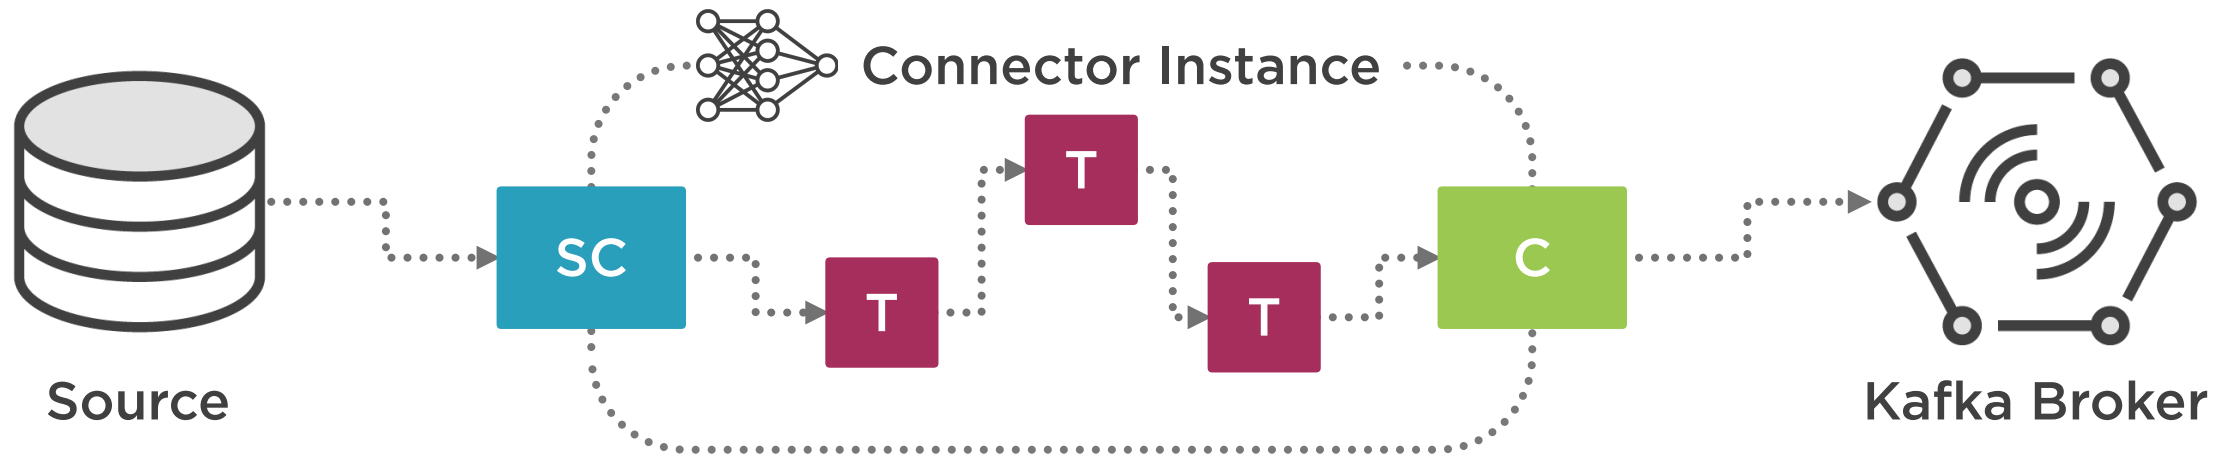 Connector Instance
SC
T
T
T
C
Source
Kafka Broker